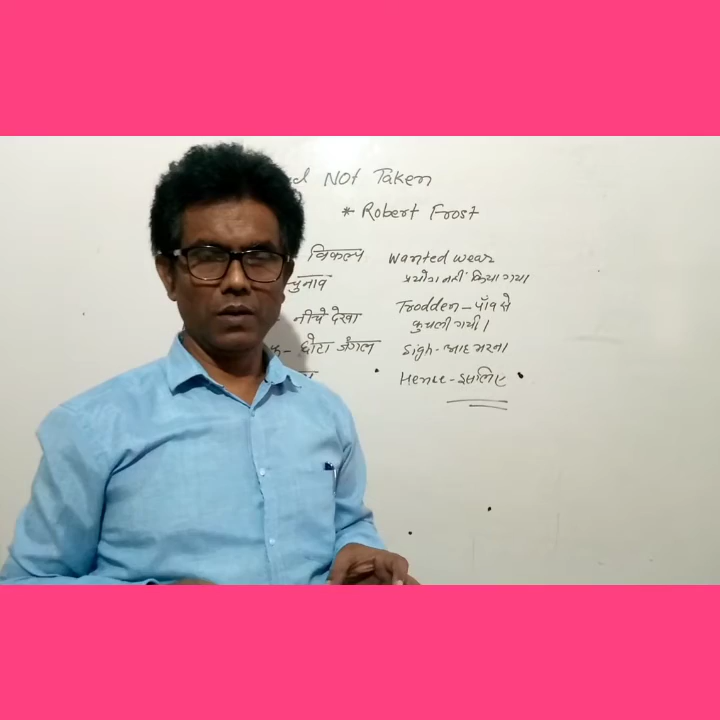 Not Taken
* Robert Frost
विकल्प
चुनाव
नीचे देखा
छोटा जंगल
Wanted wear
प्रयोग नहीं किया गया
Trodden - पाँव से
कुचली गयी।
Sigh - आह भरना
Hence - इसलिए